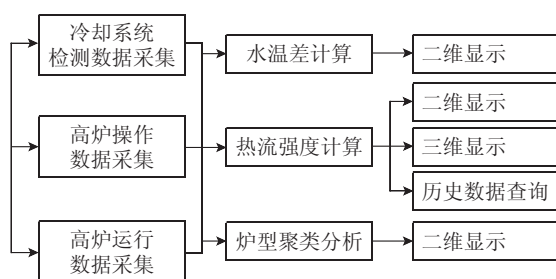 冷却系统
检测数据采集
水温差计算
二维显示
二维显示
高炉操作
数据采集
热流强度计算
三维显示
历史数据查询
高炉运行
数据采集
炉型聚类分析
二维显示